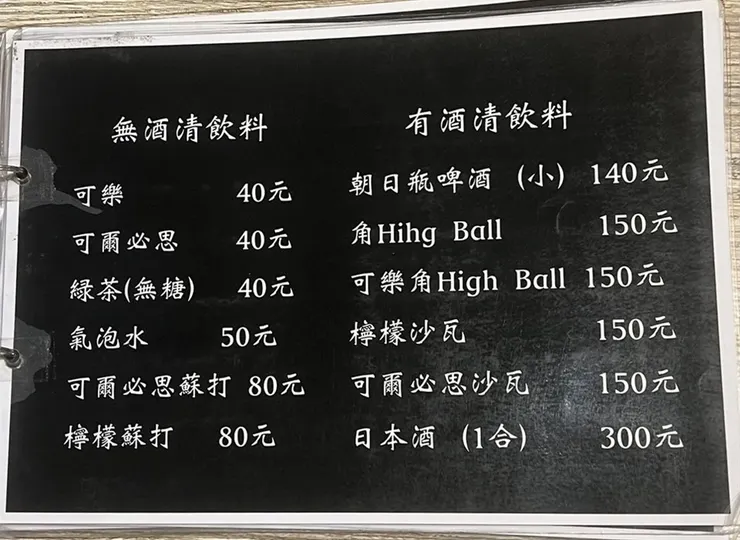 無酒清飲料
可樂 40元
可爾必思 40元
緑茶(無糖) 40元
氣泡水 50元
可爾必思蘇打 80元
檸檬蘇打 80元
有酒清飲料
朝日瓶啤酒 (小) 140元
角Hihg Ball 150元
可樂角High Ball 150元
檸檬沙瓦 150元
可爾必思沙瓦 150元
日本酒 (1合) 300元